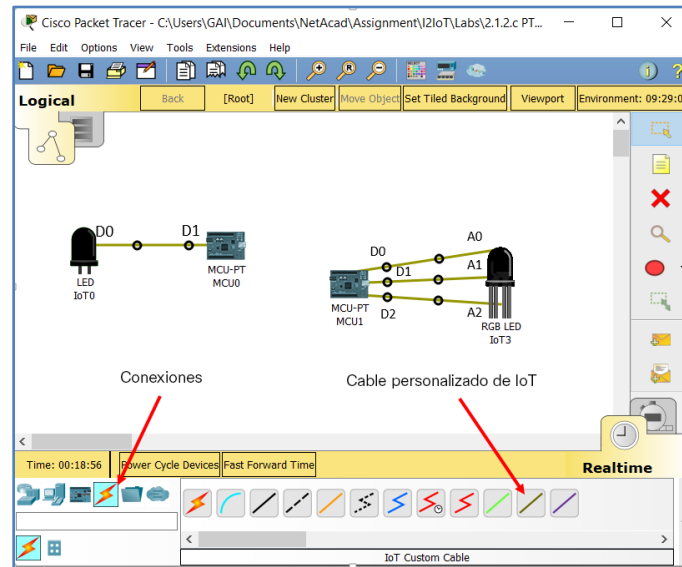 Cisco Packet Tracer - C:\Users\GAI\Documents\NetAcad\Assignment\I2IoT\Labs\2.1.2.c PT...
File Edit Options View Tools Extensions Help
Logical Back [Root] New Cluster Move Object Set Tiled Background Viewport Environment: 09:29:0
D0 D1
LED
IoT0
MCU-PT
MCU0
D0 A0
D1 A1
D2 A2
MCU-PT
MCU1
RGB LED
IoT3
Conexiones
Cable personalizado de IoT
Time: 00:18:56 Power Cycle Devices Fast Forward Time Realtime
IoT Custom Cable